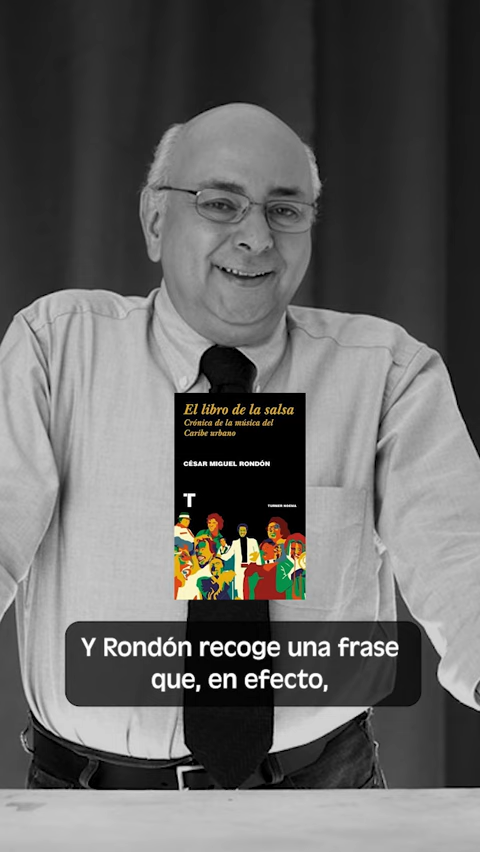 El libro de la salsa
Crónica de la música del
Caribe urbano
CÉSAR MIGUEL RONDÓN
T
TURNER NOEMA
Y Rondón recoge una frase
que, en efecto,